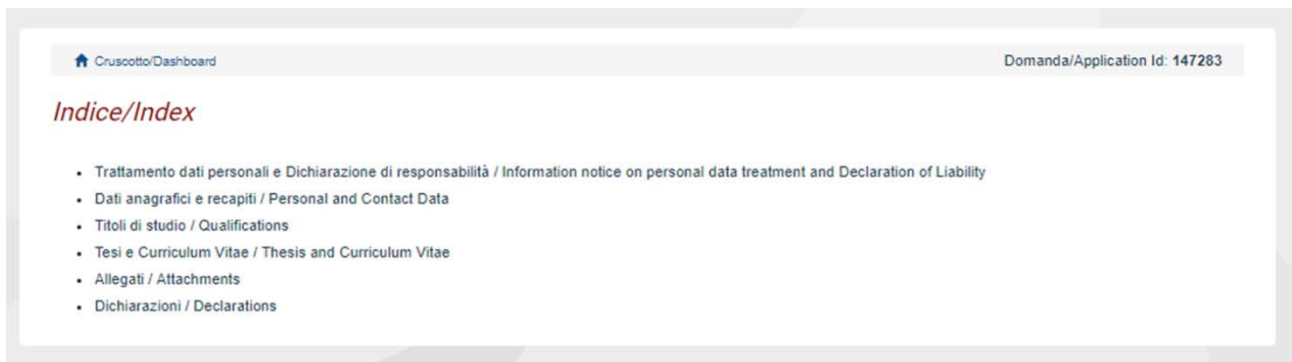 Cruscotto/Dashboard
Domanda/Application Id: 147283
Indice/Index
Trattamento dati personali e Dichiarazione di responsabilità / Information notice on personal data treatment and Declaration of Liability
Dati anagrafici e recapiti / Personal and Contact Data
Titoli di studio / Qualifications
Tesi e Curriculum Vitae / Thesis and Curriculum Vitae
Allegati / Attachments
Dichiarazioni / Declarations